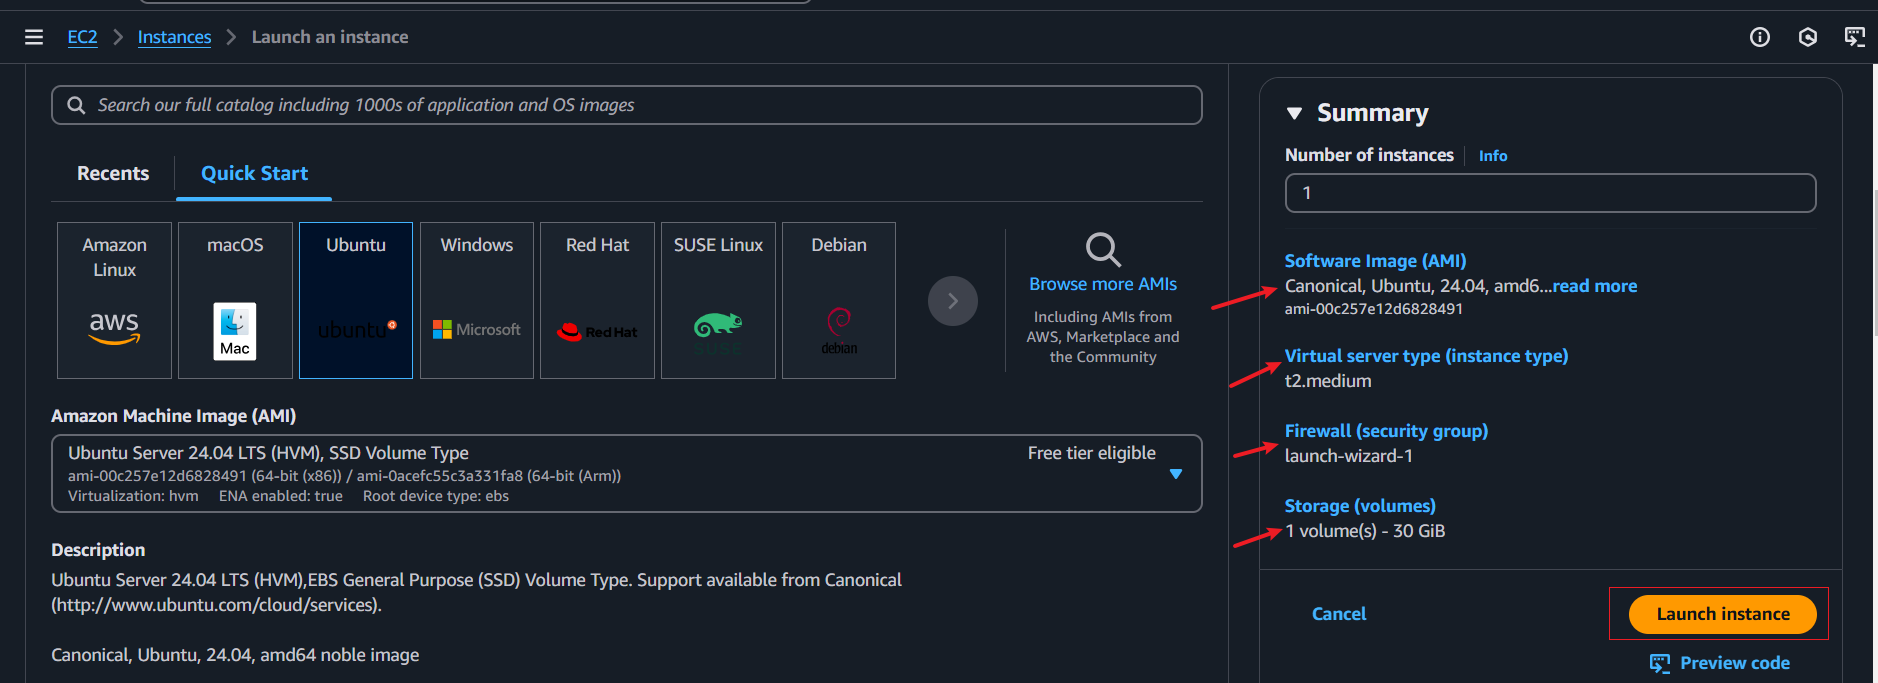 EC2 > Instances > Launch an instance
Search our full catalog including 1000s of application and OS images
Recents
Quick Start
Amazon
Linux
aws
macOS
Mac
Ubuntu
ubuntu
Windows
Microsoft
Red Hat
Red Hat
SUSE Linux
SUSE
Debian
debian
Browse more AMIs
Including AMIs from
AWS, Marketplace and
the Community
Amazon Machine Image (AMI)
Ubuntu Server 24.04 LTS (HVM), SSD Volume Type
Free tier eligible
ami-00c257e12d6828491 (64-bit (x86)) / ami-0acefc55c3a331fa8 (64-bit (Arm))
Virtualization: hvm ENA enabled: true Root device type: ebs
Description
Ubuntu Server 24.04 LTS (HVM),EBS General Purpose (SSD) Volume Type. Support available from Canonical
(http://www.ubuntu.com/cloud/services).
Canonical, Ubuntu, 24.04, amd64 noble image
Summary
Number of instances
Info
1
Software Image (AMI)
Canonical, Ubuntu, 24.04, amd6...read more
ami-00c257e12d6828491
Virtual server type (instance type)
t2.medium
Firewall (security group)
launch-wizard-1
Storage (volumes)
1 volume(s) - 30 GiB
Cancel
Launch instance
Preview code